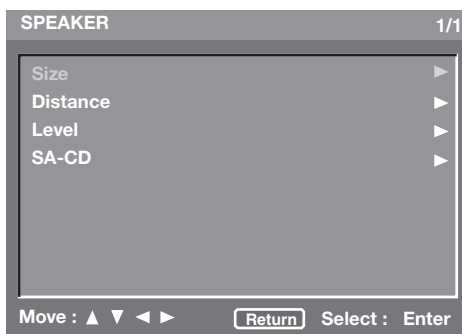 SPEAKER 1/1
Size ►
Distance ►
Level ►
SA-CD ►
Move : ▲ ▼ ◄ ► Return Select : Enter